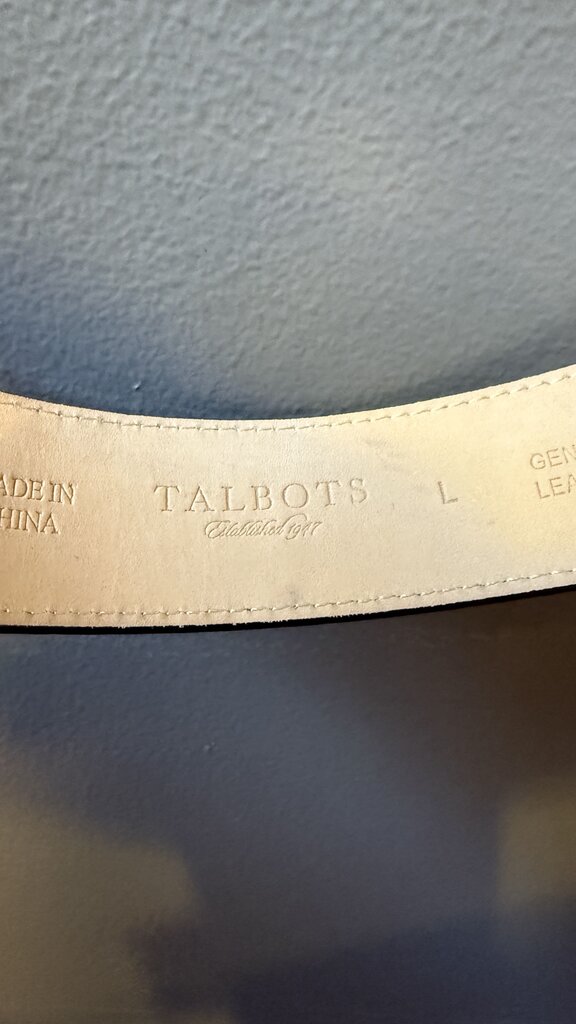 ADE IN
HINA
TALBOTS
Established 1947
L
GEN
LEA